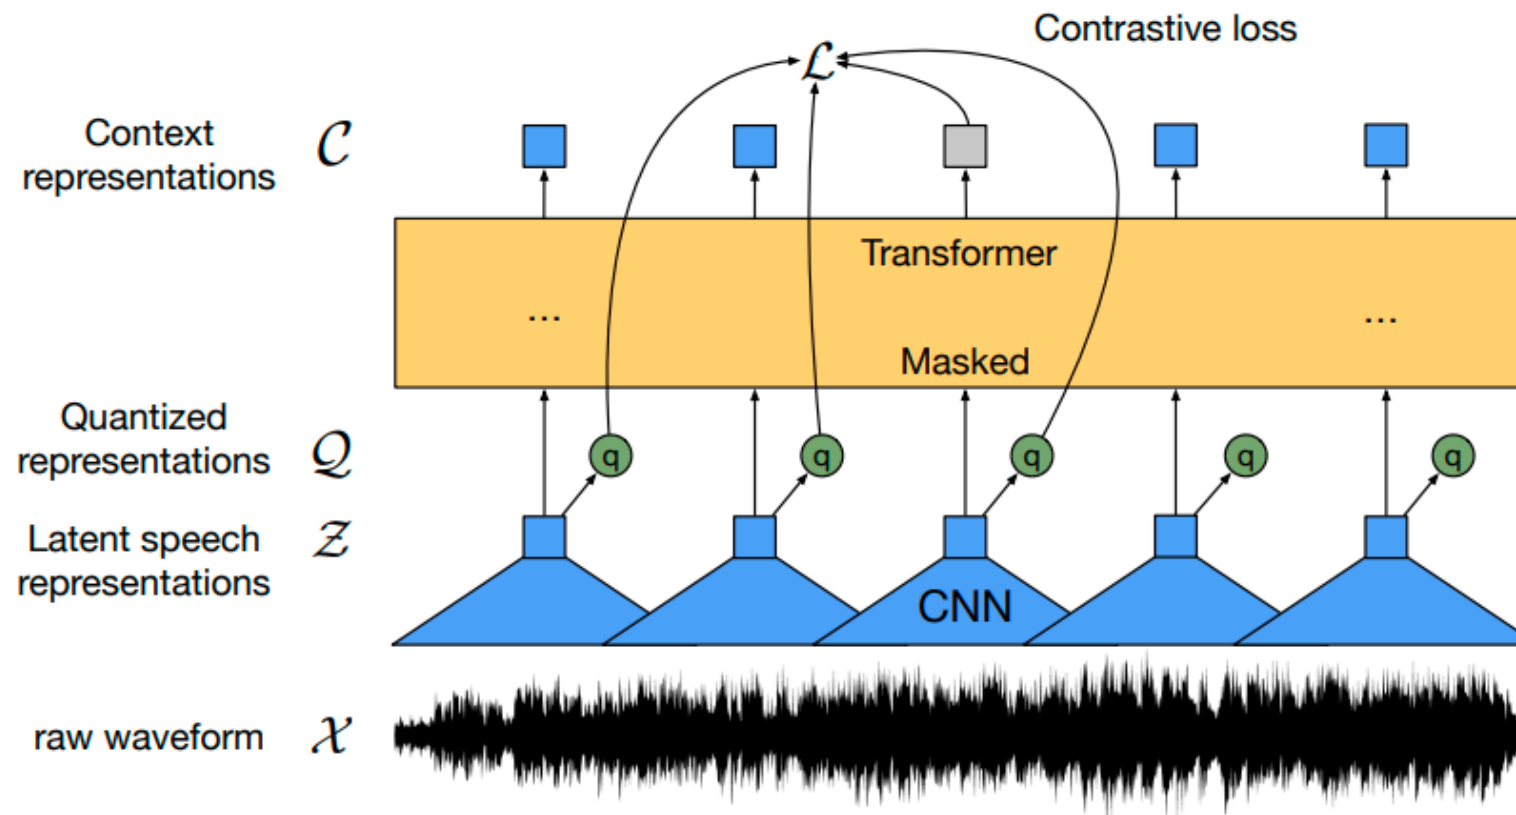 Contrastive loss
ℒ
Context
representations
𝒞
Transformer
...
...
Masked
Quantized
representations
𝒬
q
q
q
q
q
Latent speech
representations
𝒵
CNN
raw waveform
𝒳